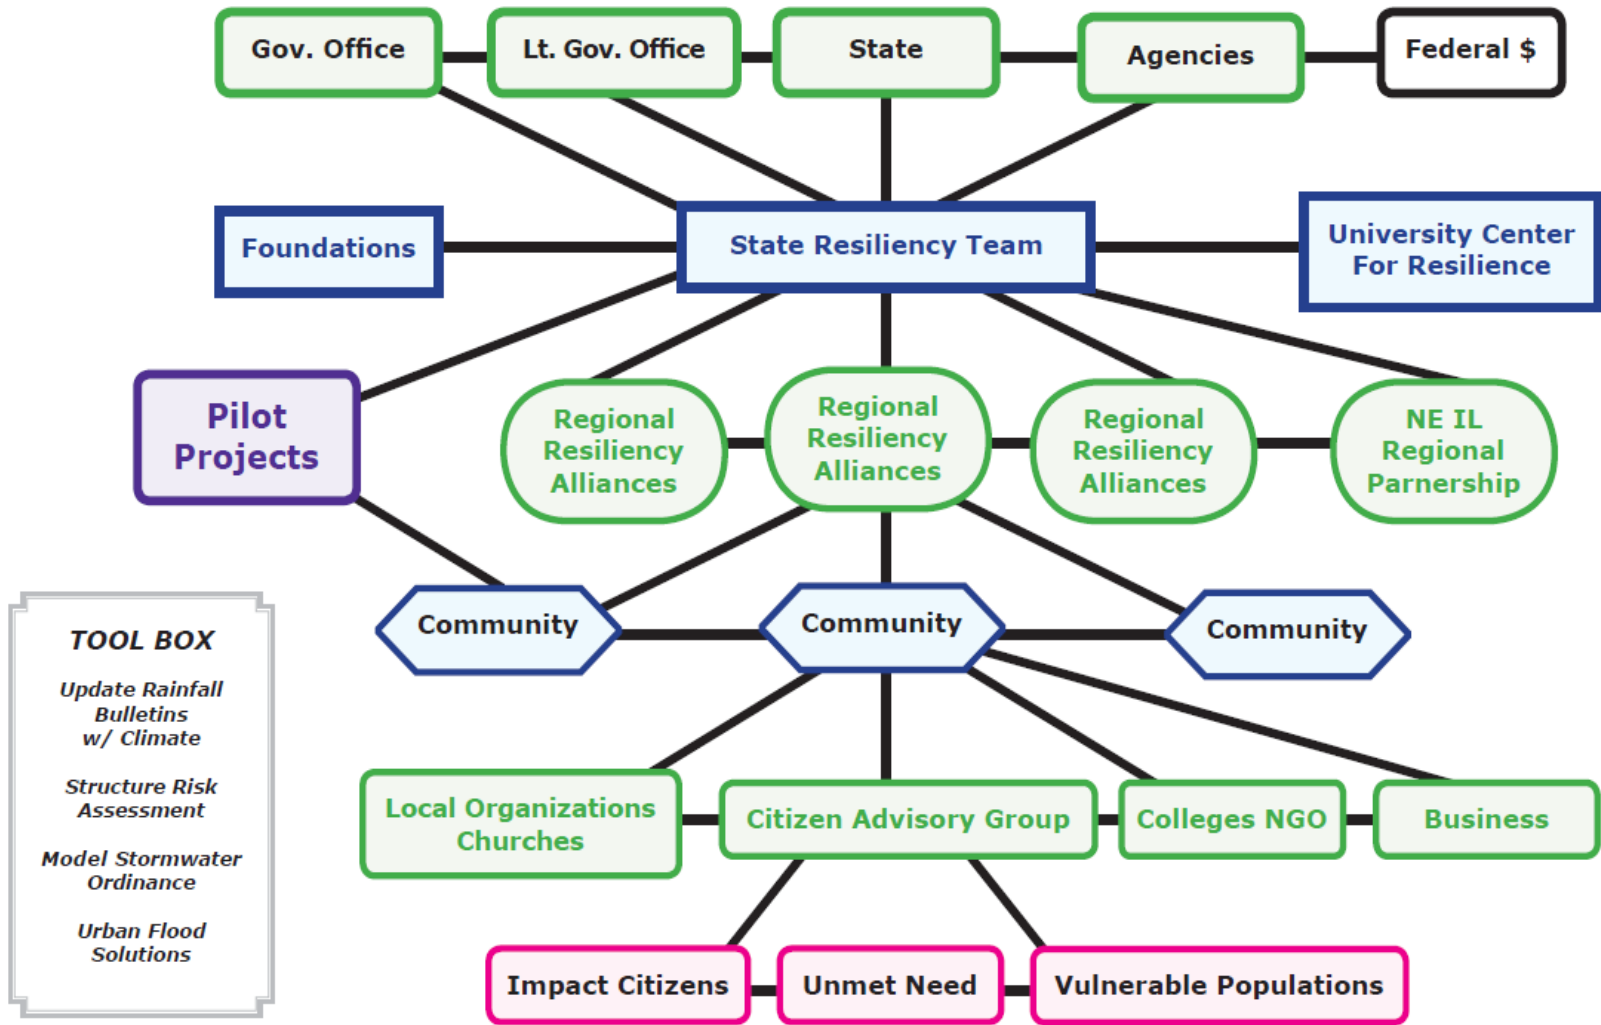 Gov. Office
Lt. Gov. Office
State
Agencies
Federal $
Foundations
State Resiliency Team
University Center
For Resilience
Pilot
Projects
Regional
Resiliency
Alliances
Regional
Resiliency
Alliances
Regional
Resiliency
Alliances
NE IL
Regional
Parnership
Community
Community
Community
TOOL BOX
Update Rainfall
Bulletins
w/ Climate
Structure Risk
Assessment
Model Stormwater
Ordinance
Urban Flood
Solutions
Local Organizations
Churches
Citizen Advisory Group
Colleges NGO
Business
Impact Citizens
Unmet Need
Vulnerable Populations